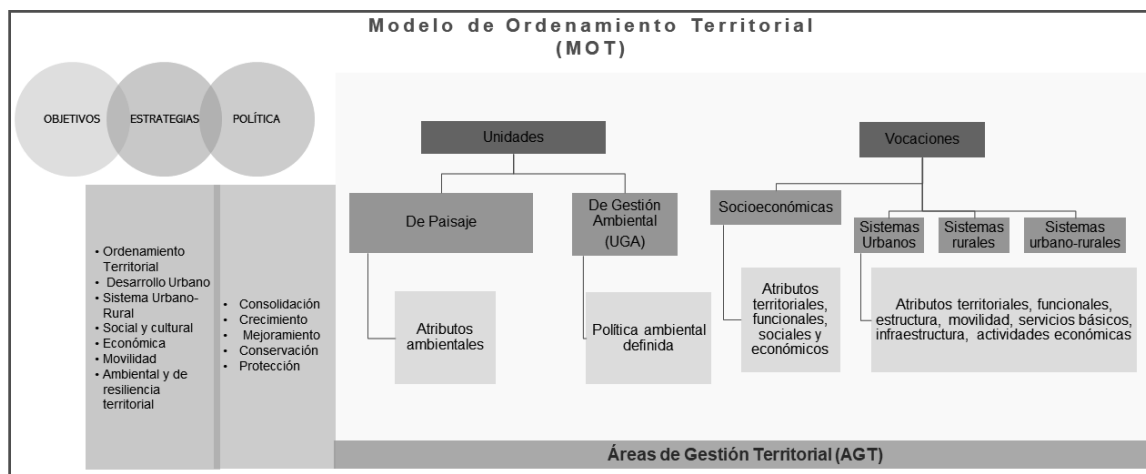 Modelo de Ordenamiento Territorial
(MOT)
OBJETIVOS
ESTRATEGIAS
POLÍTICA
• Ordenamiento
Territorial
• Desarrollo Urbano
• Sistema Urbano-
Rural
• Social y cultural
• Económica
• Movilidad
• Ambiental y de
resiliencia
territorial
• Consolidación
• Crecimiento
• Mejoramiento
• Conservación
• Protección
Unidades
De Paisaje
De Gestión
Ambiental
(UGA)
Atributos
ambientales
Política ambiental
definida
Vocaciones
Socioeconómicas
Sistemas
Urbanos
Sistemas
rurales
Sistemas
urbano-rurales
Atributos
territoriales,
funcionales,
sociales y
económicos
Atributos territoriales, funcionales,
estructura, movilidad, servicios básicos,
infraestructura, actividades económicas
Áreas de Gestión Territorial (AGT)